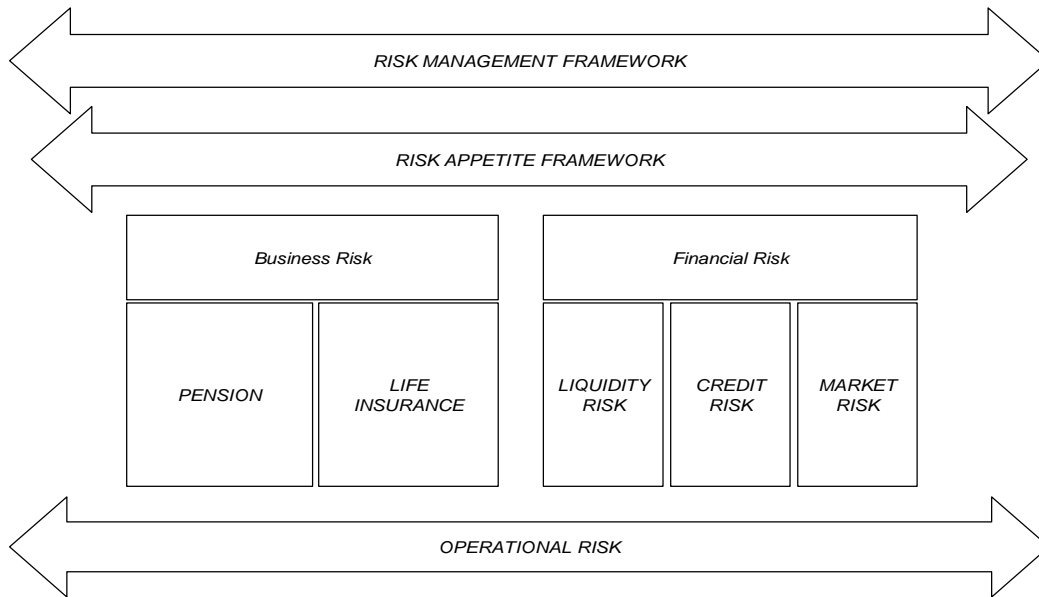 RISK MANAGEMENT FRAMEWORK
RISK APPETITE FRAMEWORK
Business Risk
Financial Risk
PENSION
LIFE
INSURANCE
LIQUIDITY
RISK
CREDIT
RISK
MARKET
RISK
OPERATIONAL RISK